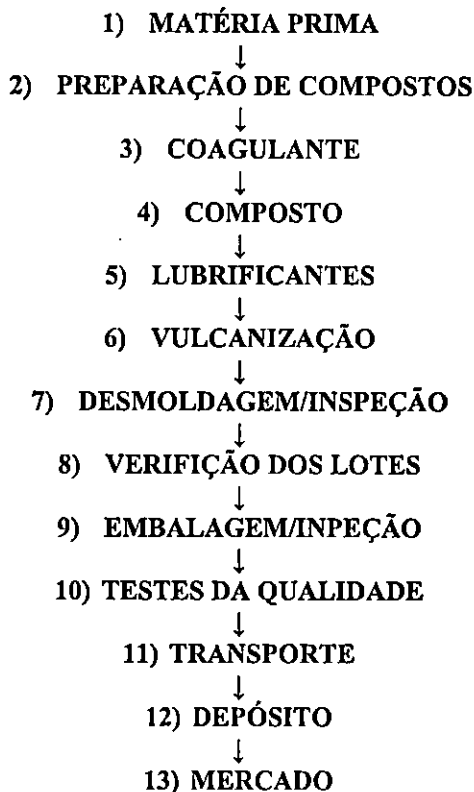 1) MATÉRIA PRIMA
↓
2) PREPARAÇÃO DE COMPOSTOS
↓
3) COAGULANTE
↓
4) COMPOSTO
↓
5) LUBRIFICANTES
↓
6) VULCANIZAÇÃO
↓
7) DESMOLDAGEM/INSPEÇÃO
↓
8) VERIFIÇÃO DOS LOTES
↓
9) EMBALAGEM/INPEÇÃO
↓
10) TESTES DA QUALIDADE
↓
11) TRANSPORTE
↓
12) DEPÓSITO
↓
13) MERCADO